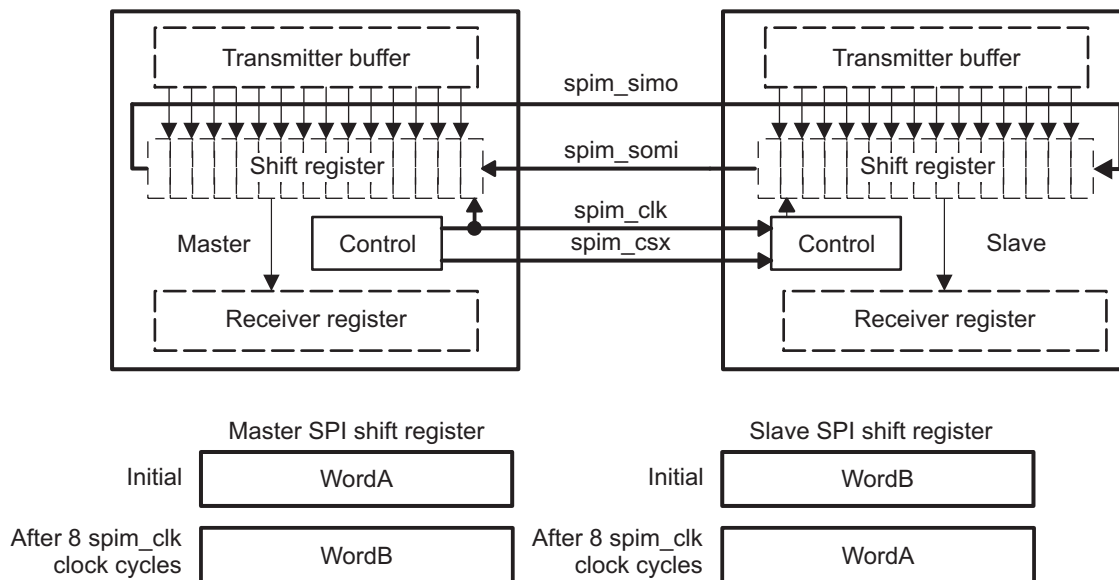 Transmitter buffer
Transmitter buffer
spim_simo
Shift register
spim_somi
Shift register
spim_clk
Master
Control
spim_csx
Control
Slave
Receiver register
Receiver register
Master SPI shift register
Slave SPI shift register
Initial
WordA
Initial
WordB
After 8 spim_clk
clock cycles
WordB
After 8 spim_clk
clock cycles
WordA